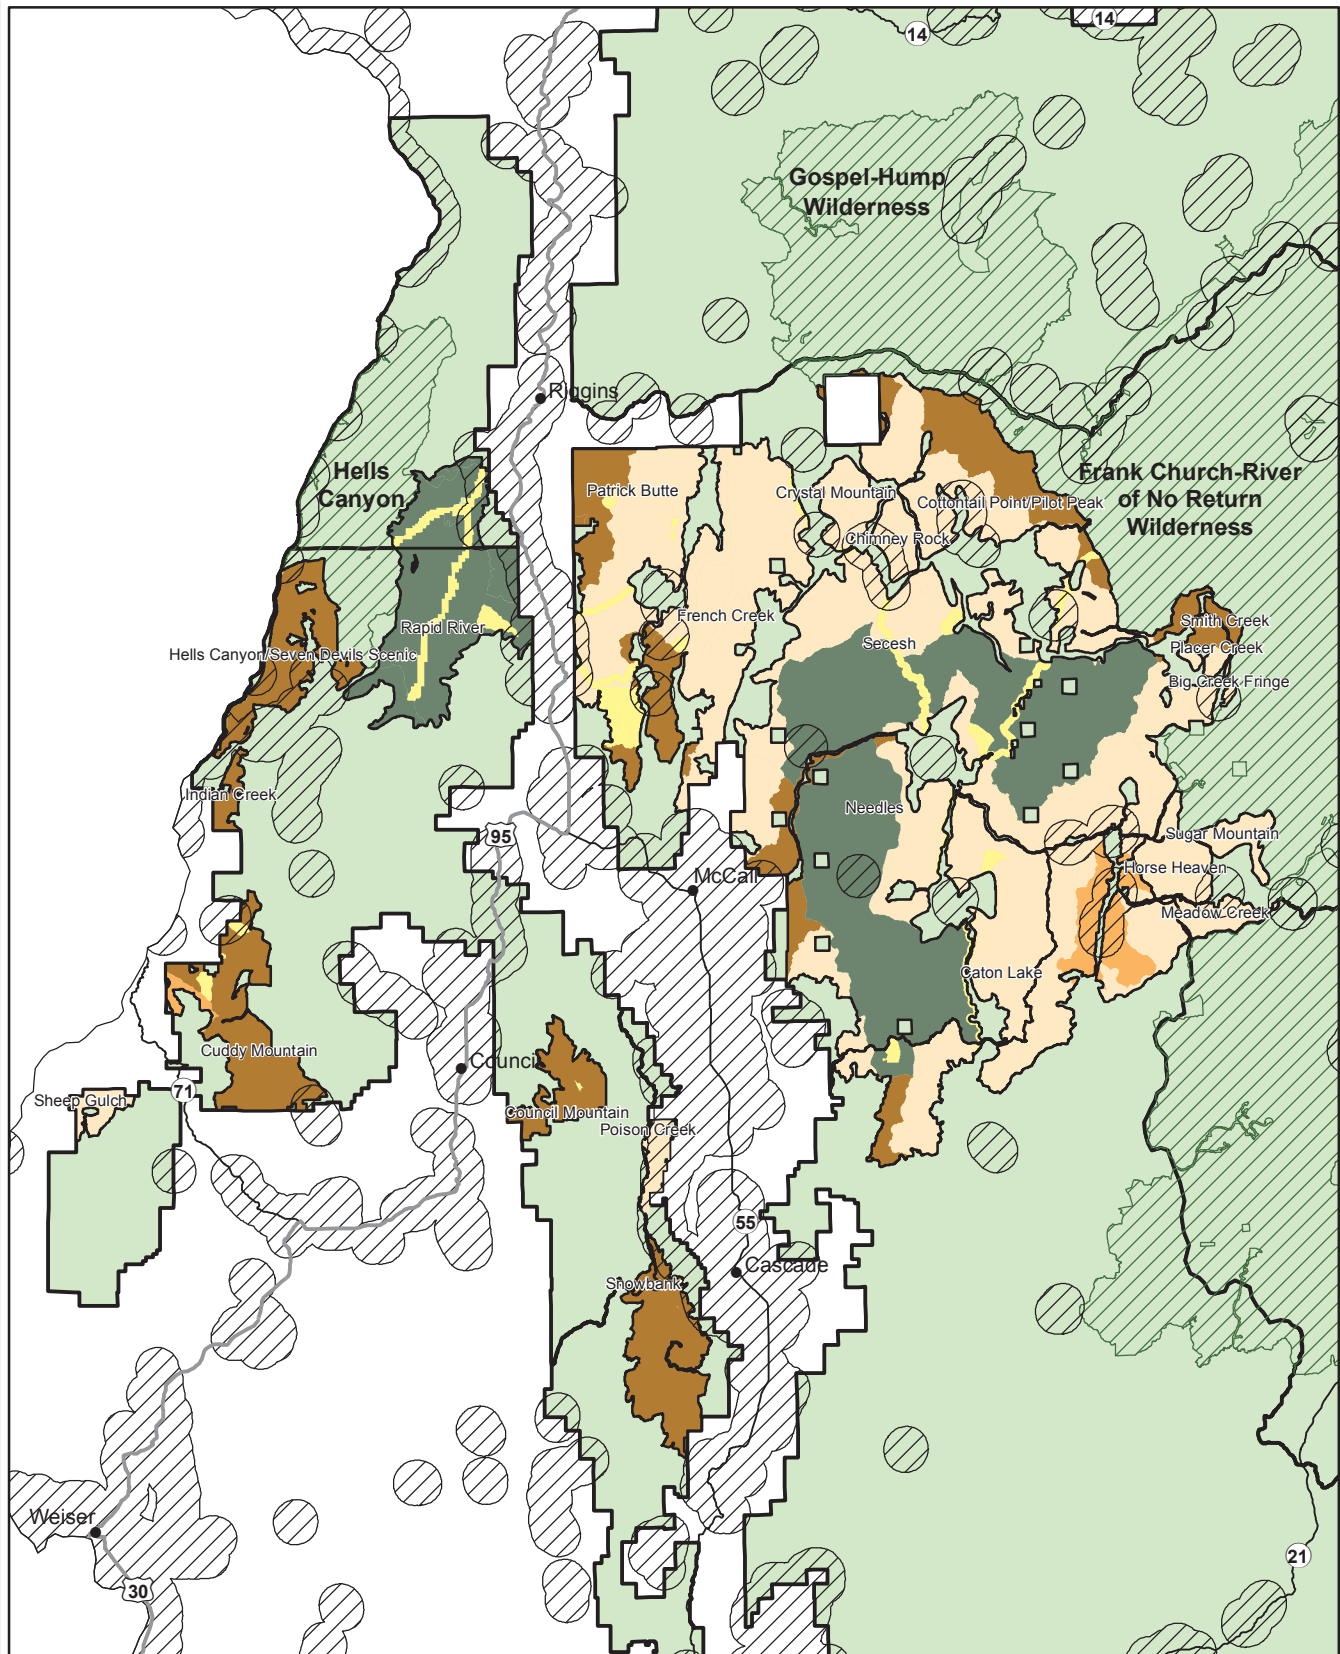 14
14
Gospel-Hump
Wilderness
Riggins
Hells
Canyon
Frank Church-River
of No Return
Wilderness
Patrick Butte
Crystal Mountain
Cottontail Point/Pilot Peak
Chimney Rock
French Creek
Secesh
Smith Creek
Placer Creek
Big Creek Fringe
Rapid River
Hells Canyon/Seven Devils Scenic
Indian Creek
95
McCall
Needles
Sugar Mountain
Horse Heaven
Meadow Creek
Caton Lake
Cuddy Mountain
Council
71
Sheep Gulch
Council Mountain
Poison Creek
55
Cascade
Snowbank
Weiser
30
21